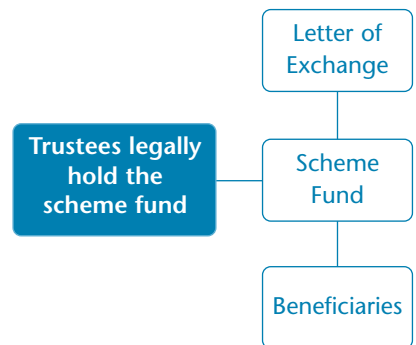 Letter of
Exchange
Trustees legally
hold the
scheme fund
Scheme
Fund
Beneficiaries